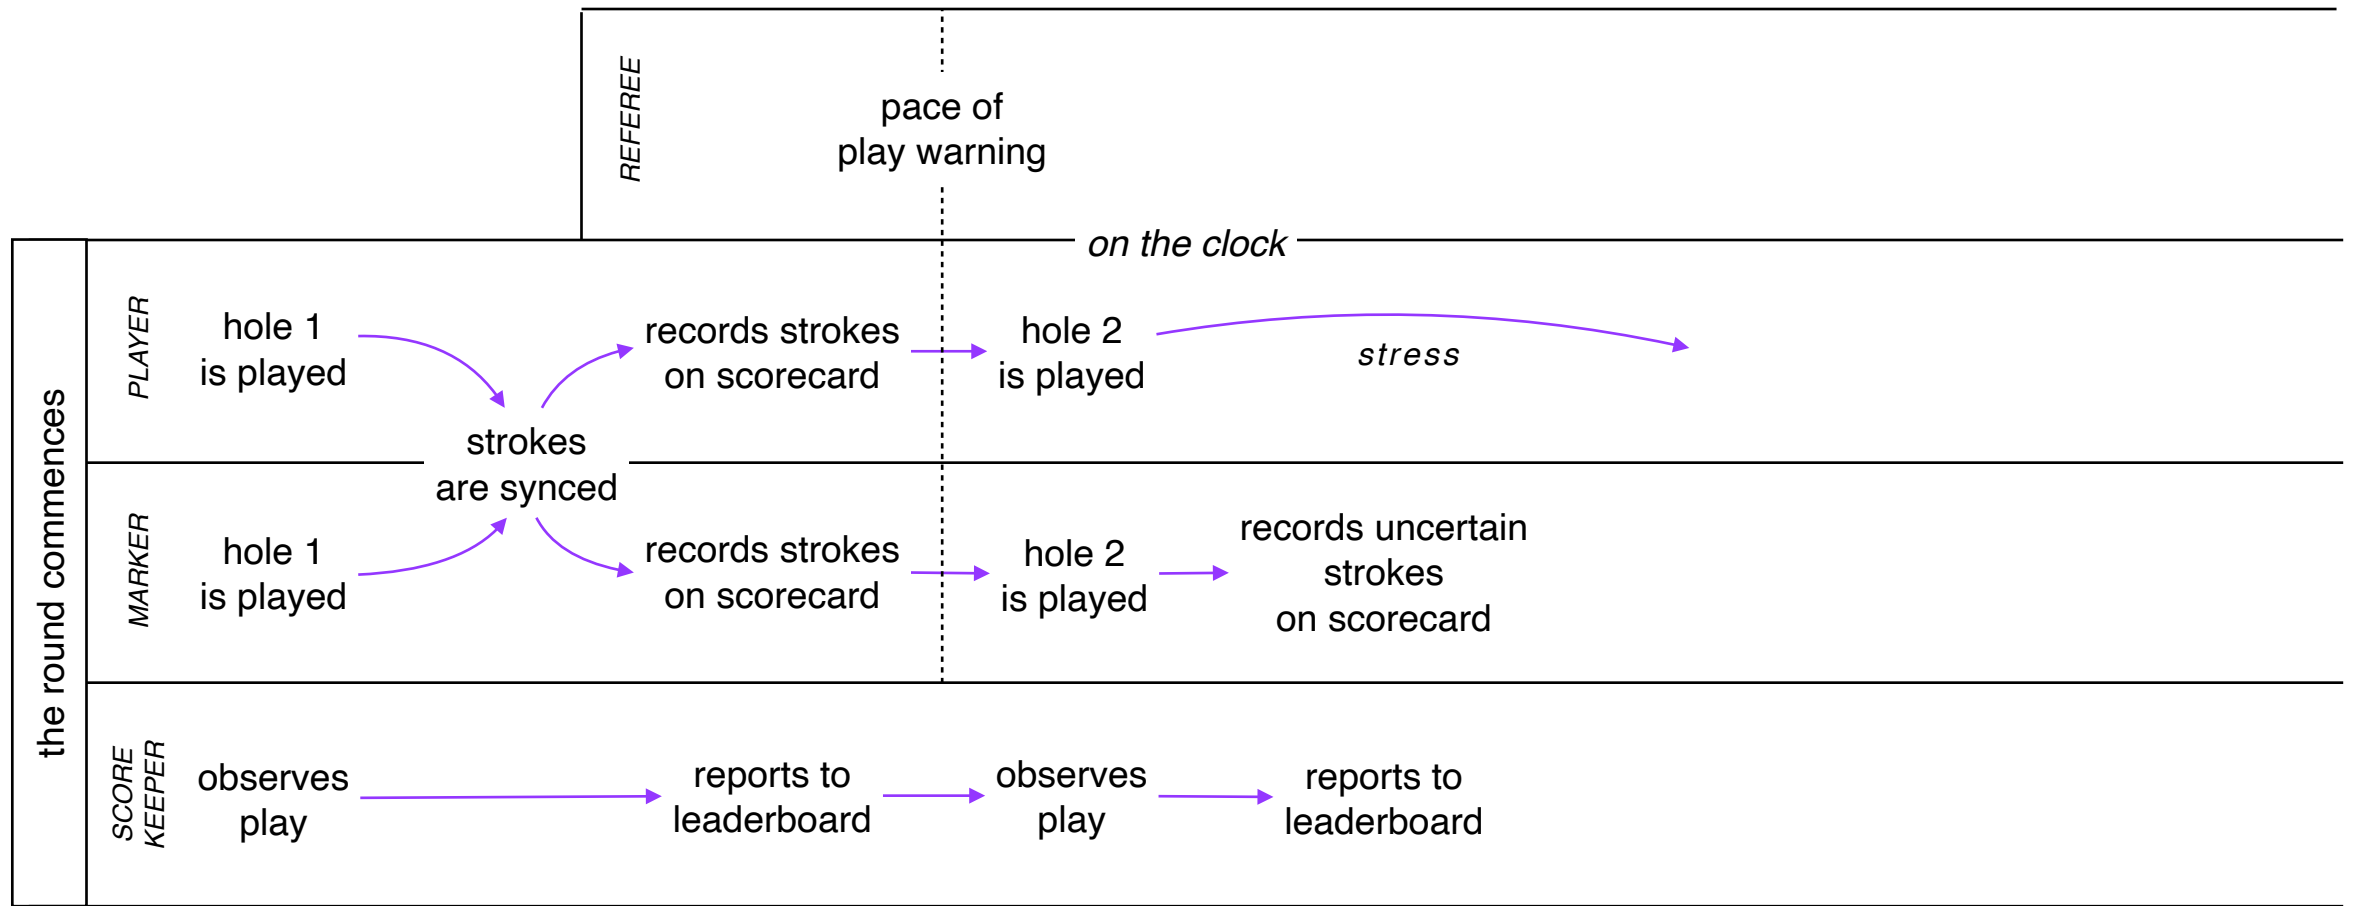 REFEREE
pace of
play warning
on the clock
the round commences
PLAYER
hole 1
is played
records strokes
on scorecard
hole 2
is played
stress
strokes
are synced
MARKER
hole 1
is played
records strokes
on scorecard
hole 2
is played
records uncertain
strokes
on scorecard
SCORE
KEEPER
observes
play
reports to
leaderboard
observes
play
reports to
leaderboard